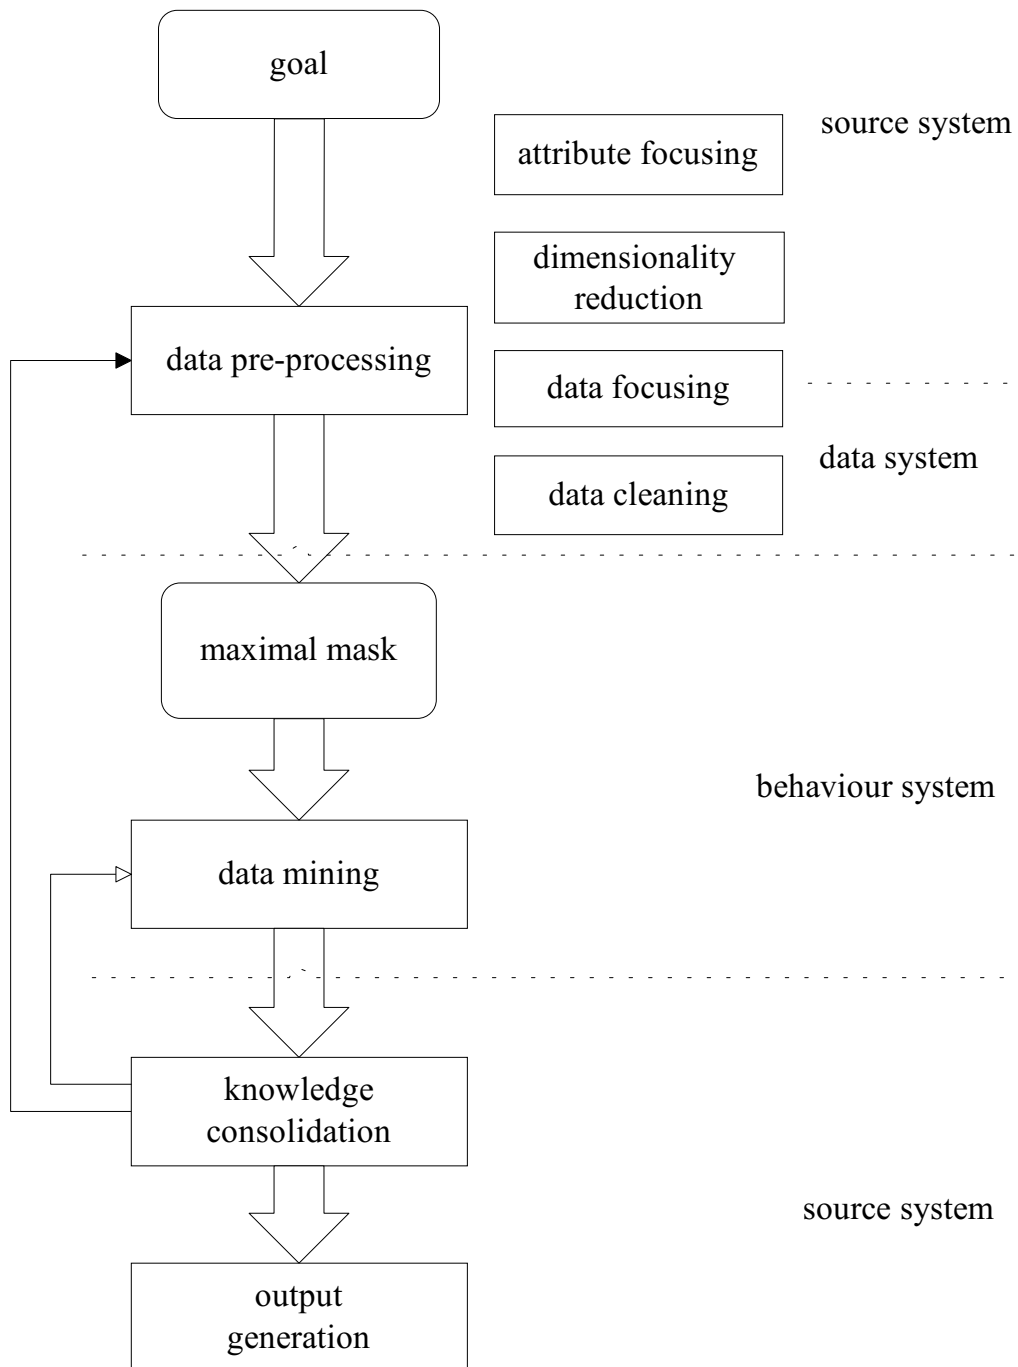 goal
source system
attribute focusing
dimensionality
reduction
data pre-processing
data focusing
data system
data cleaning
maximal mask
behaviour system
data mining
knowledge
consolidation
source system
output
generation